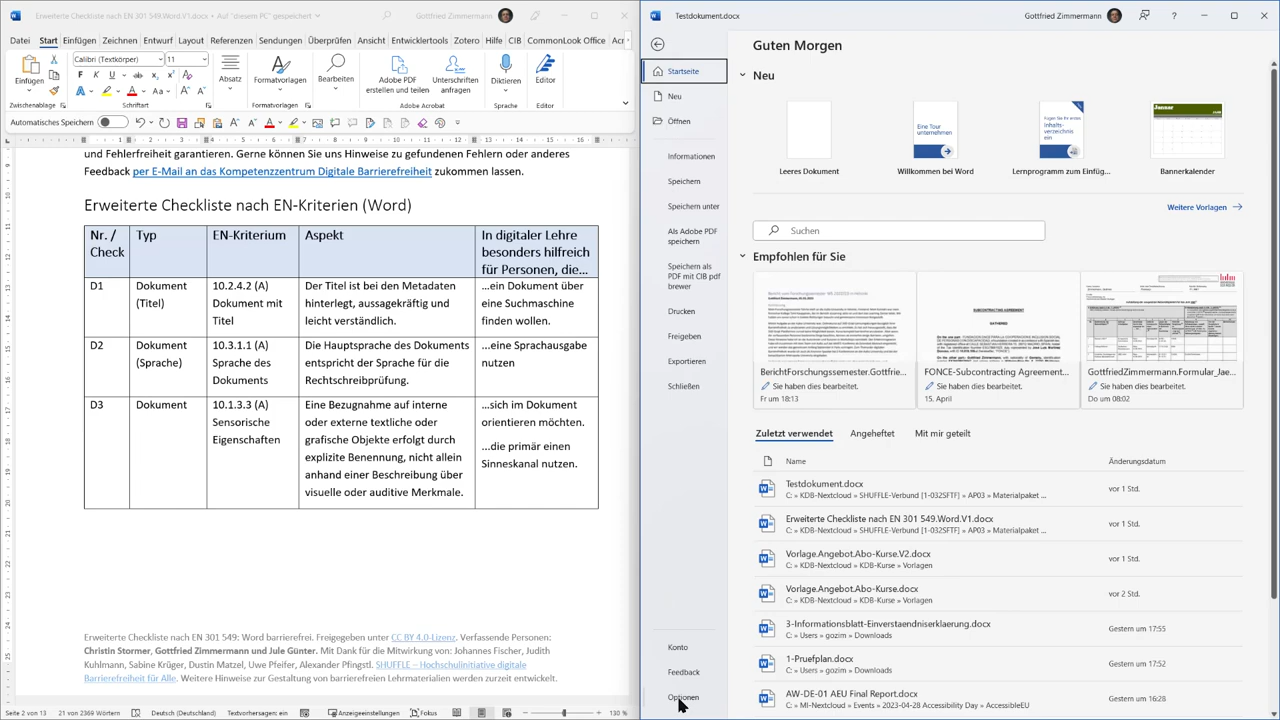 Erweiterte Checkliste nach EN 301 549.Word.V1.docx • Auf "diesem PC" gespeichert
Gottfried Zimmermann
Datei Start Einfügen Zeichnen Entwurf Layout Referenzen Sendungen Überprüfen Ansicht Entwicklertools Zotero Hilfe CIB CommonLook Office Acr
Calibri (Textkörper) 11
Einfügen
Absatz
Formatvorlagen
Bearbeiten
Adobe PDF erstellen und teilen
Unterschriften anfragen
Diktieren
Editor
Zwischenablage
Schriftart
Formatvorlagen
Adobe Acrobat
Sprache
Editor
Automatisches Speichern
und Fehlerfreiheit garantieren. Gerne können Sie uns Hinweise zu gefundenen Fehlern oder anderes
Feedback per E-Mail an das Kompetenzzentrum Digitale Barrierefreiheit zukommen lassen.
Erweiterte Checkliste nach EN-Kriterien (Word)
Nr. / Check
Typ
EN-Kriterium
Aspekt
In digitaler Lehre besonders hilfreich für Personen, die...
D1
Dokument (Titel)
10.2.4.2 (A) Dokument mit Titel
Der Titel ist bei den Metadaten hinterlegt, aussagekräftig und leicht verständlich.
...ein Dokument über eine Suchmaschine finden wollen.
D2
Dokument (Sprache)
10.3.1.1 (A) Sprache des Dokuments
Die Hauptsprache des Dokuments entspricht der Sprache für die Rechtschreibprüfung.
...eine Sprachausgabe nutzen
D3
Dokument
10.1.3.3 (A) Sensorische Eigenschaften
Eine Bezugnahme auf interne oder externe textliche oder grafische Objekte erfolgt durch explizite Benennung, nicht allein anhand einer Beschreibung über visuelle oder auditive Merkmale.
...sich im Dokument orientieren möchten.
...die primär einen Sinneskanal nutzen.
Erweiterte Checkliste nach EN 301 549: Word barrierefrei. Freigegeben unter CC BY 4.0-Lizenz. Verfassende Personen:
Christin Stormer, Gottfried Zimmermann und Jule Günter. Mit Dank für die Mitwirkung von: Johannes Fischer, Judith
Kuhlmann, Sabine Krüger, Dustin Matzel, Uwe Pfeifer, Alexander Pfingstl. SHUFFLE – Hochschulinitiative digitale
Barrierefreiheit für Alle. Weitere Hinweise zur Gestaltung von barrierefreien Lehrmaterialien werden zurzeit entwickelt.
Seite 2 von 13 21 von 2369 Wörtern Deutsch (Deutschland) Textvorhersagen: ein Anzeigeeinstellungen Fokus 130 %
Testdokument.docx
Gottfried Zimmermann
Startseite
Neu
Öffnen
Informationen
Speichern
Speichern unter
Als Adobe PDF speichern
Speichern als PDF mit CIB pdf brewer
Drucken
Freigeben
Exportieren
Schließen
Konto
Feedback
Optionen
Guten Morgen
Neu
Eine Tour unternehmen
Fügen Sie Ihr erstes Inhalts-verzeichnis ein
Januar
Leeres Dokument
Willkommen bei Word
Lernprogramm zum Einfüg...
Bannerkalender
Weitere Vorlagen
Suchen
Empfohlen für Sie
SUBCONTRACTING AGREEMENT
BerichtForschungssemester.Gottfrie...
Sie haben dies bearbeitet.
Fr um 18:13
FONCE-Subcontracting Agreement...
Sie haben dies bearbeitet.
15. April
GottfriedZimmermann.Formular_Jae...
Sie haben dies bearbeitet.
Do um 08:02
Zuletzt verwendet Angeheftet Mit mir geteilt
Name Änderungsdatum
Testdokument.docx
C: » KDB-Nextcloud » SHUFFLE-Verbund [1-032SFTF] » AP03 » Materialpaket ...
vor 1 Std.
Erweiterte Checkliste nach EN 301 549.Word.V1.docx
C: » KDB-Nextcloud » SHUFFLE-Verbund [1-032SFTF] » AP03 » Materialpaket ...
vor 1 Std.
Vorlage.Angebot.Abo-Kurse.V2.docx
C: » KDB-Nextcloud » KDB-Kurse » Vorlagen
vor 1 Std.
Vorlage.Angebot.Abo-Kurse.docx
C: » KDB-Nextcloud » KDB-Kurse » Vorlagen
vor 2 Std.
3-Informationsblatt-Einverstaendniserklaerung.docx
C: » Users » gozim » Downloads
Gestern um 17:55
1-Pruefplan.docx
C: » Users » gozim » Downloads
Gestern um 17:52
AW-DE-01 AEU Final Report.docx
C: » MI-Nextcloud » Events » 2023-04-28 Accessibility Day » AccessibleEU
Gestern um 16:28